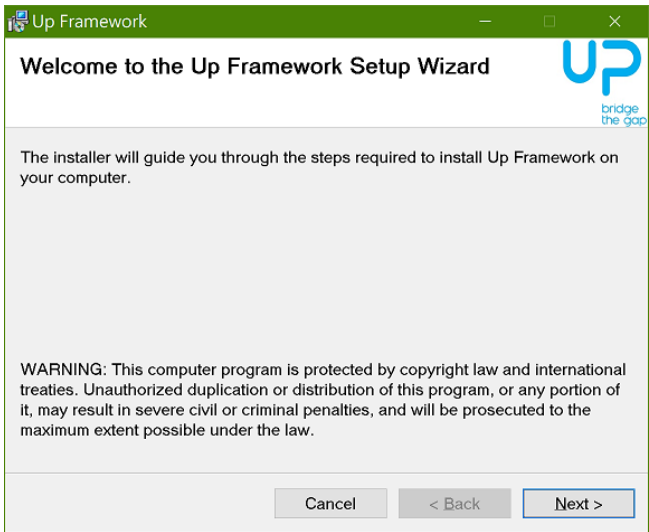 Up Framework
Welcome to the Up Framework Setup Wizard
UP
bridge
the gap
The installer will guide you through the steps required to install Up Framework on
your computer.
WARNING: This computer program is protected by copyright law and international
treaties. Unauthorized duplication or distribution of this program, or any portion of
it, may result in severe civil or criminal penalties, and will be prosecuted to the
maximum extent possible under the law.
Cancel < Back Next >